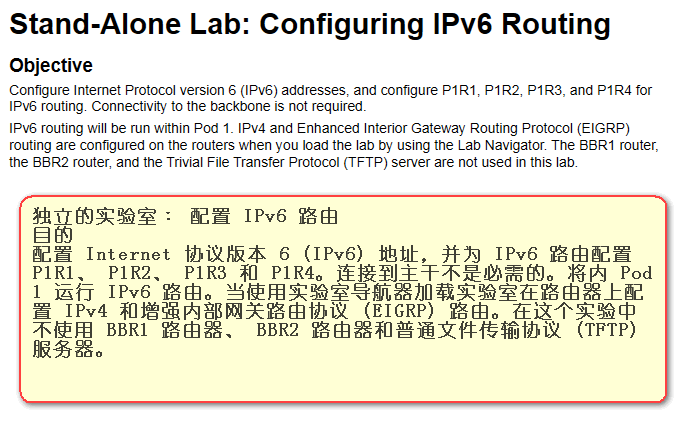 Stand-Alone Lab: Configuring IPv6 Routing
Objective
Configure Internet Protocol version 6 (IPv6) addresses, and configure P1R1, P1R2, P1R3, and P1R4 for
IPv6 routing. Connectivity to the backbone is not required.
IPv6 routing will be run within Pod 1. IPv4 and Enhanced Interior Gateway Routing Protocol (EIGRP)
routing are configured on the routers when you load the lab by using the Lab Navigator. The BBR1 router,
the BBR2 router, and the Trivial File Transfer Protocol (TFTP) server are not used in this lab.
独立的实验室： 配置 IPv6 路由
目的
配置 Internet 协议版本 6 (IPv6) 地址，并为 IPv6 路由配置
P1R1、 P1R2、 P1R3 和 P1R4。连接到主干不是必需的。将内 Pod
1 运行 IPv6 路由。当使用实验室导航器加载实验室在路由器上配
置 IPv4 和增强内部网关路由协议 (EIGRP) 路由。在这个实验中
不使用 BBR1 路由器、 BBR2 路由器和普通文件传输协议 (TFTP)
服务器。